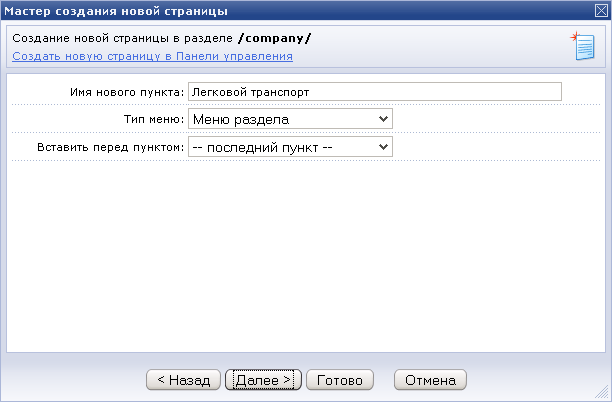 Мастер создания новой страницы
Создание новой страницы в разделе /company/
Создать новую страницу в Панели управления
Имя нового пункта: Легковой транспорт
Тип меню: Меню раздела
Вставить перед пунктом: -- последний пункт --
< Назад Далее > Готово Отмена